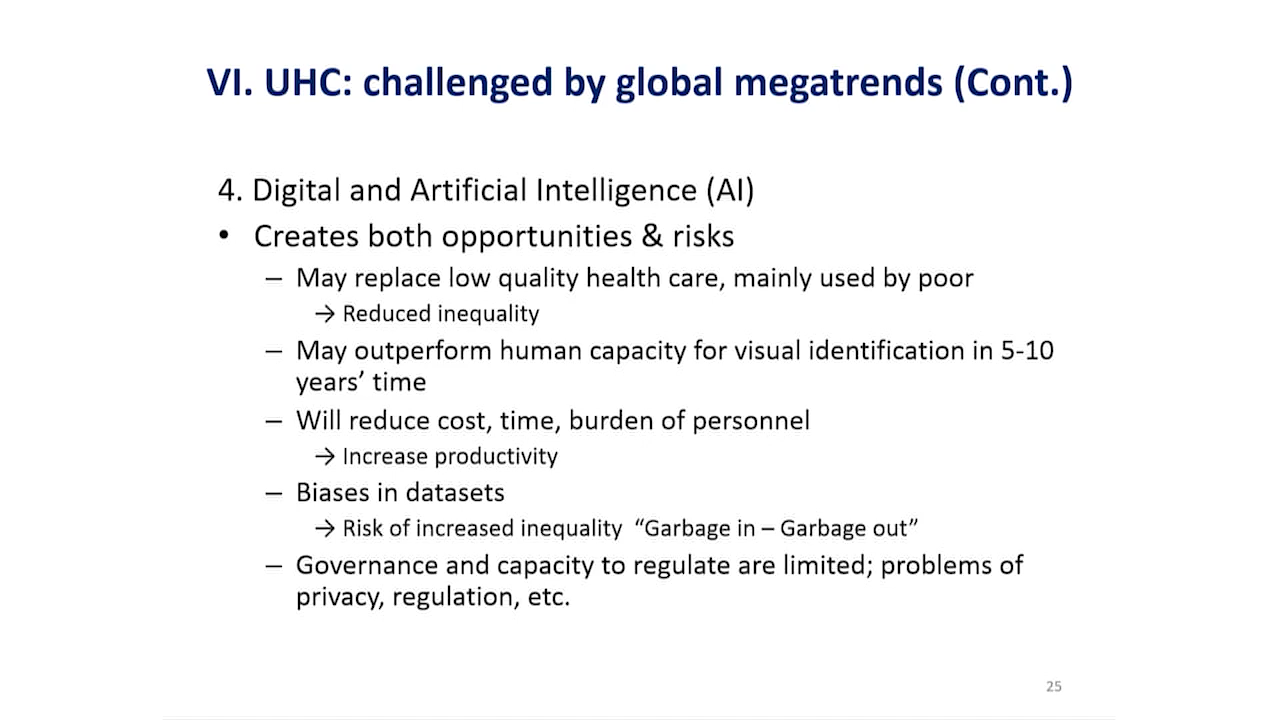 VI. UHC: challenged by global megatrends (Cont.)
4. Digital and Artificial Intelligence (AI)
• Creates both opportunities & risks
– May replace low quality health care, mainly used by poor
→ Reduced inequality
– May outperform human capacity for visual identification in 5-10
years’ time
– Will reduce cost, time, burden of personnel
→ Increase productivity
– Biases in datasets
→ Risk of increased inequality “Garbage in – Garbage out”
– Governance and capacity to regulate are limited; problems of
privacy, regulation, etc.
25